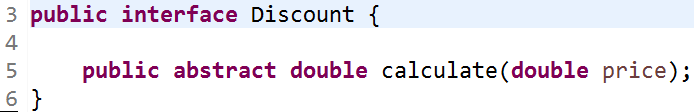 3 public interface Discount {
4
5     public abstract double calculate(double price);
6 }